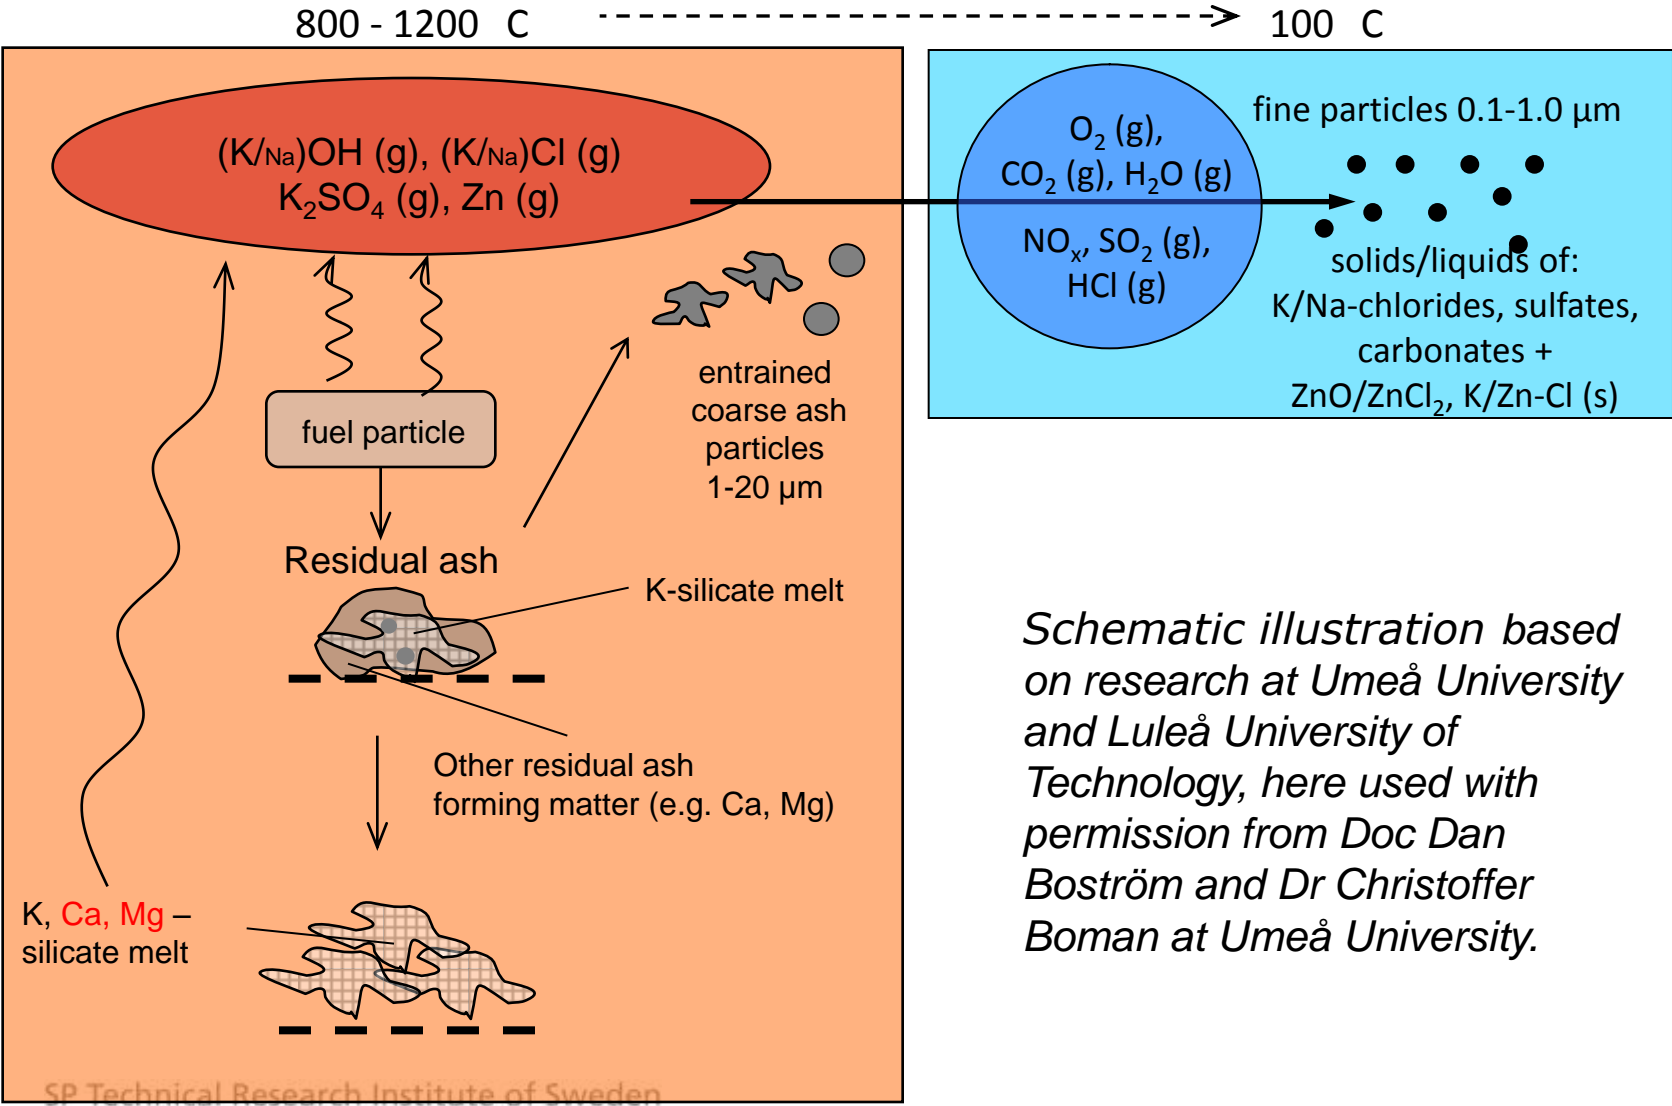 800 - 1200 C
100 C
(K/Na)OH (g), (K/Na)Cl (g)
K₂SO₄ (g), Zn (g)
O₂ (g),
CO₂ (g), H₂O (g)
NOₓ, SO₂ (g),
HCl (g)
fine particles 0.1-1.0 µm
solids/liquids of:
K/Na-chlorides, sulfates,
carbonates +
ZnO/ZnCl₂, K/Zn-Cl (s)
entrained
coarse ash
particles
1-20 µm
fuel particle
Residual ash
K-silicate melt
Other residual ash
forming matter (e.g. Ca, Mg)
K, Ca, Mg –
silicate melt
Schematic illustration based
on research at Umeå University
and Luleå University of
Technology, here used with
permission from Doc Dan
Boström and Dr Christoffer
Boman at Umeå University.
SP Technical Research Institute of Sweden